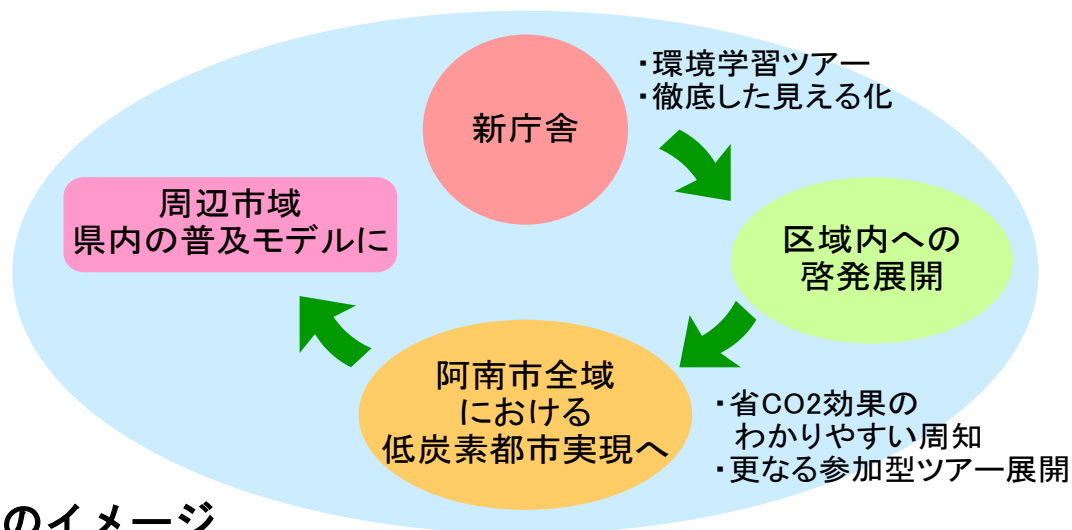 ・環境学習ツアー
・徹底した見える化
新庁舎
周辺市域
県内の普及モデルに
区域内への
啓発展開
阿南市全域
における
低炭素都市実現へ
・省CO2効果の
わかりやすい周知
・更なる参加型ツアー展開
のイメージ